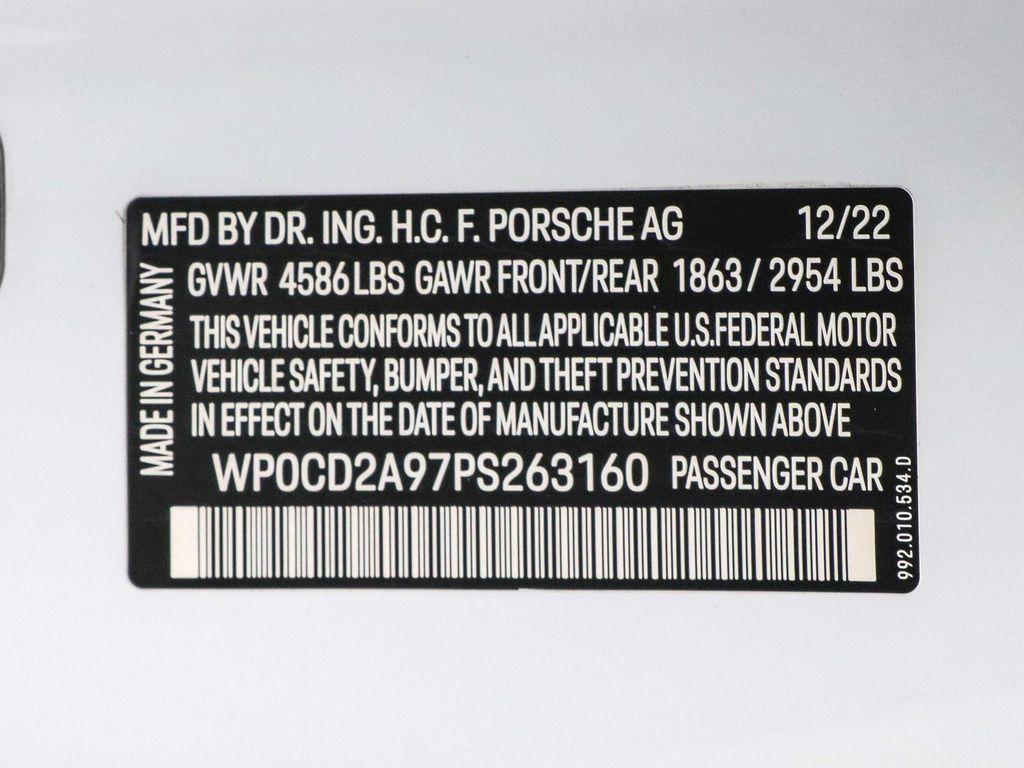 MFD BY DR. ING. H.C. F. PORSCHE AG 12/22
MADE IN GERMANY
GVWR 4586 LBS GAWR FRONT/REAR 1863 / 2954 LBS
THIS VEHICLE CONFORMS TO ALL APPLICABLE U.S.FEDERAL MOTOR
VEHICLE SAFETY, BUMPER, AND THEFT PREVENTION STANDARDS
IN EFFECT ON THE DATE OF MANUFACTURE SHOWN ABOVE
WP0CD2A97PS263160 PASSENGER CAR
992.010.534.D